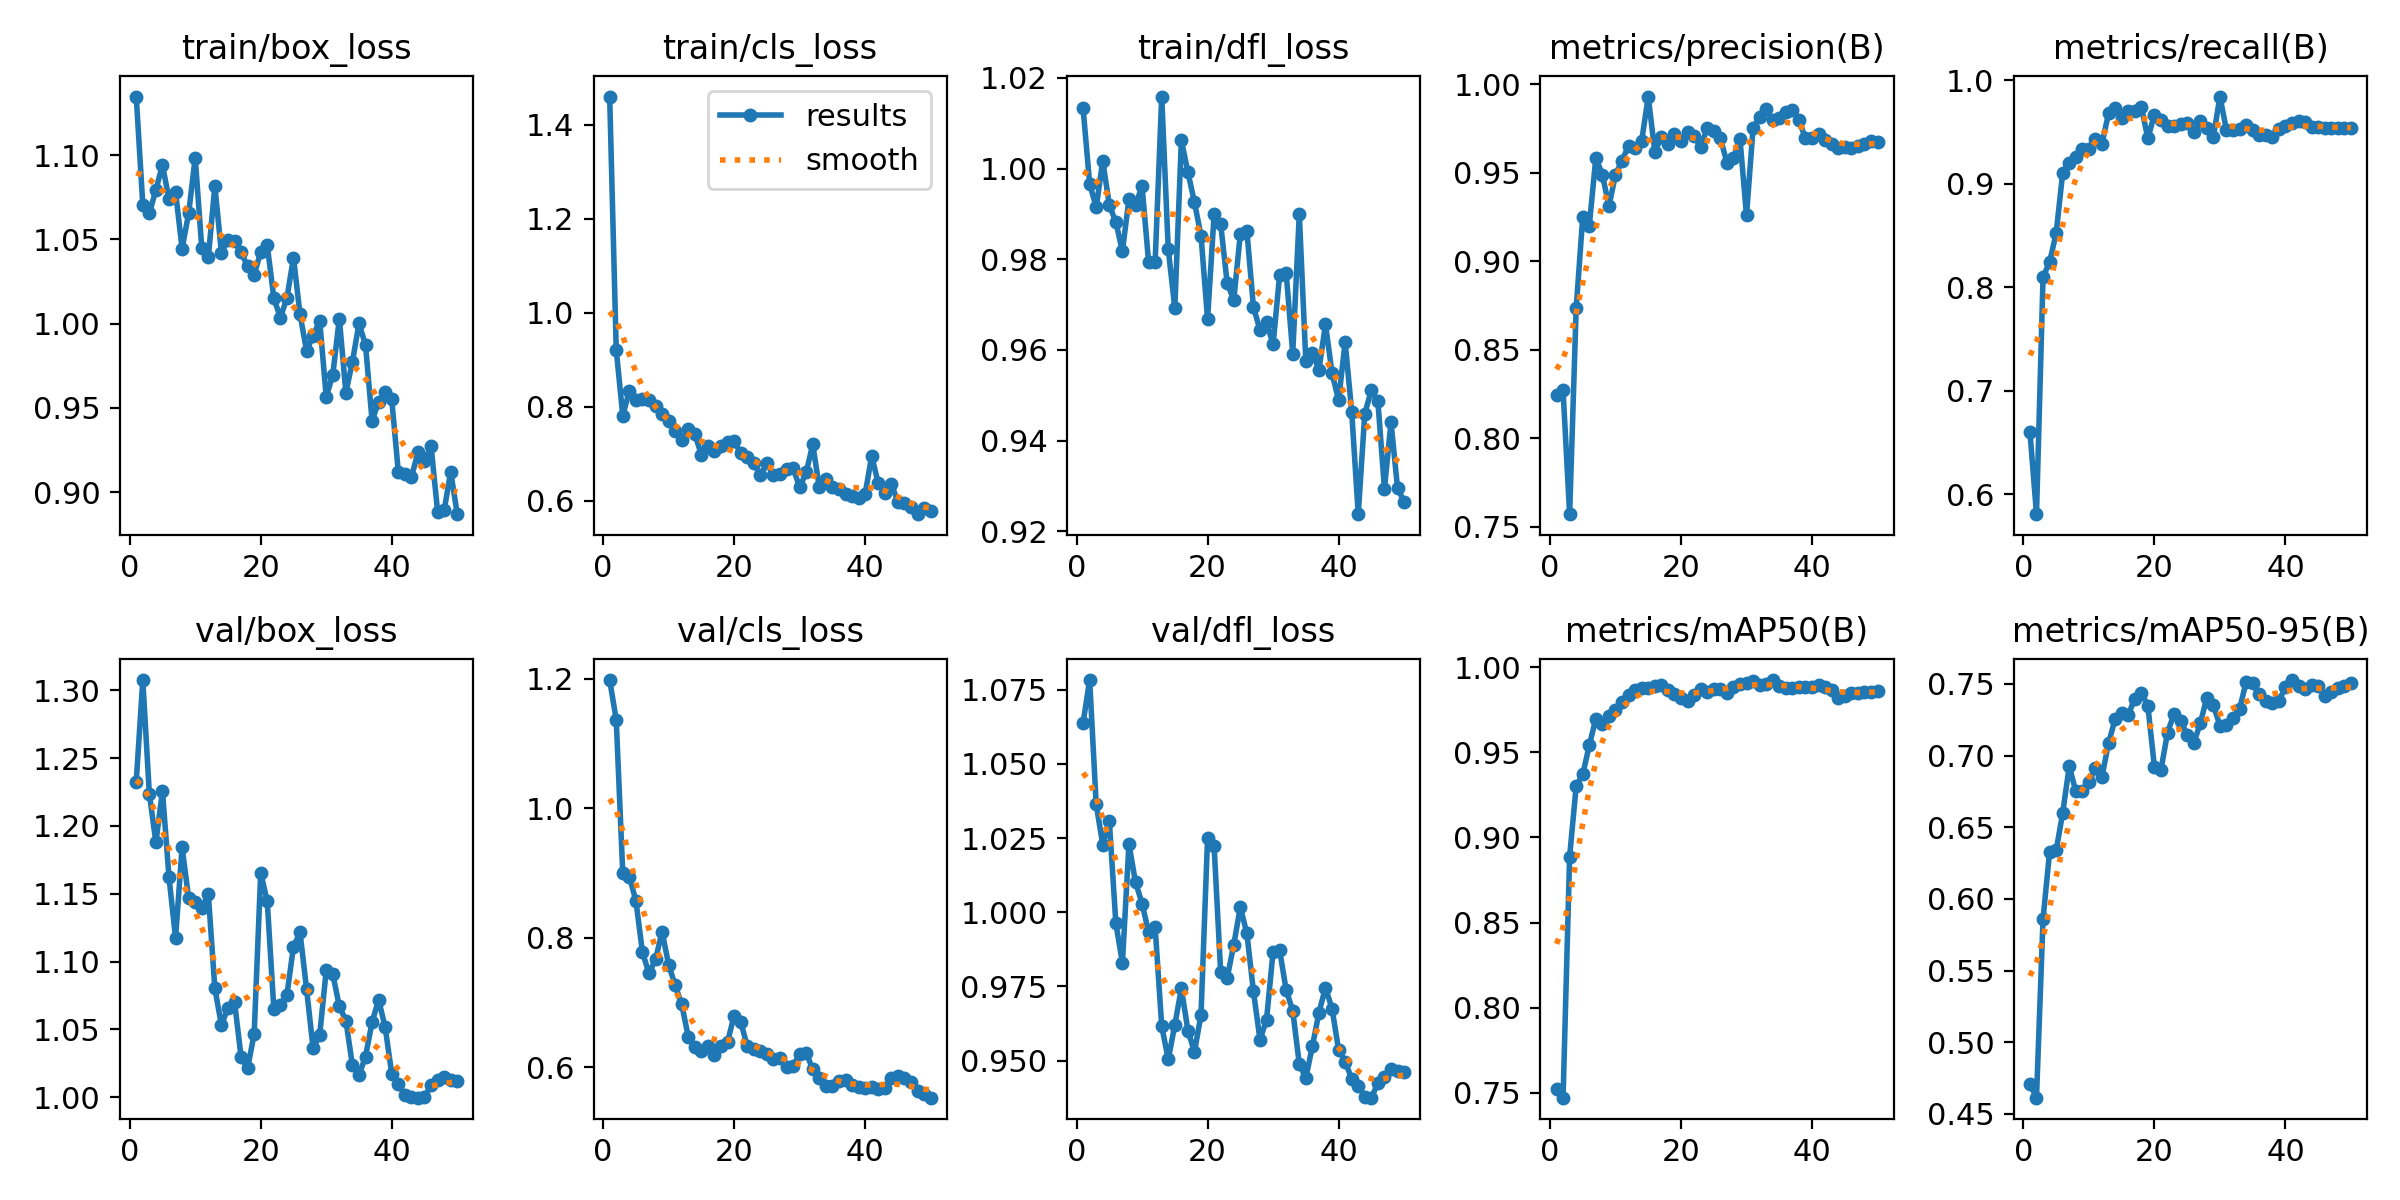 train/box_loss
1.10
1.05
1.00
0.95
0.90
0 20 40
train/cls_loss
results
smooth
1.4
1.2
1.0
0.8
0.6
0 20 40
train/dfl_loss
1.02
1.00
0.98
0.96
0.94
0.92
0 20 40
metrics/precision(B)
1.00
0.95
0.90
0.85
0.80
0.75
0 20 40
metrics/recall(B)
1.0
0.9
0.8
0.7
0.6
0 20 40
val/box_loss
1.30
1.25
1.20
1.15
1.10
1.05
1.00
0 20 40
val/cls_loss
1.2
1.0
0.8
0.6
0 20 40
val/dfl_loss
1.075
1.050
1.025
1.000
0.975
0.950
0 20 40
metrics/mAP50(B)
1.00
0.95
0.90
0.85
0.80
0.75
0 20 40
metrics/mAP50-95(B)
0.75
0.70
0.65
0.60
0.55
0.50
0.45
0 20 40